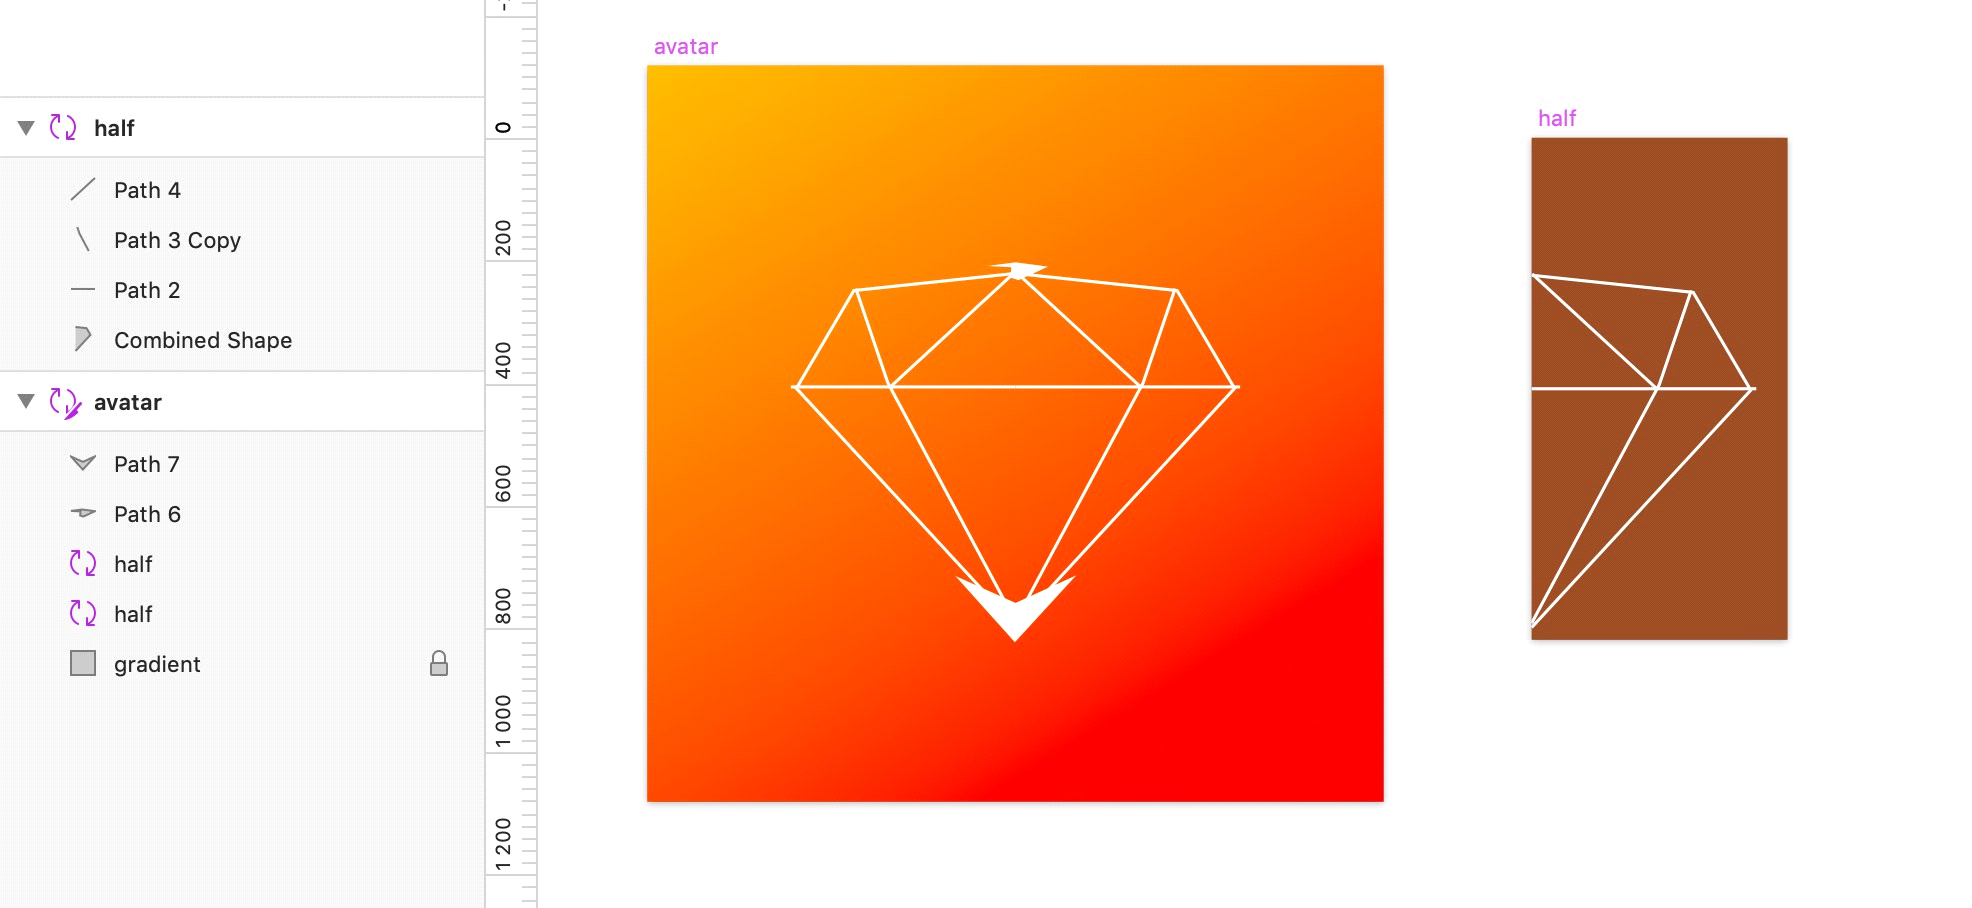 half
Path 4
Path 3 Copy
Path 2
Combined Shape
avatar
Path 7
Path 6
half
half
gradient
0
200
400
600
800
1 000
1 200
avatar
half